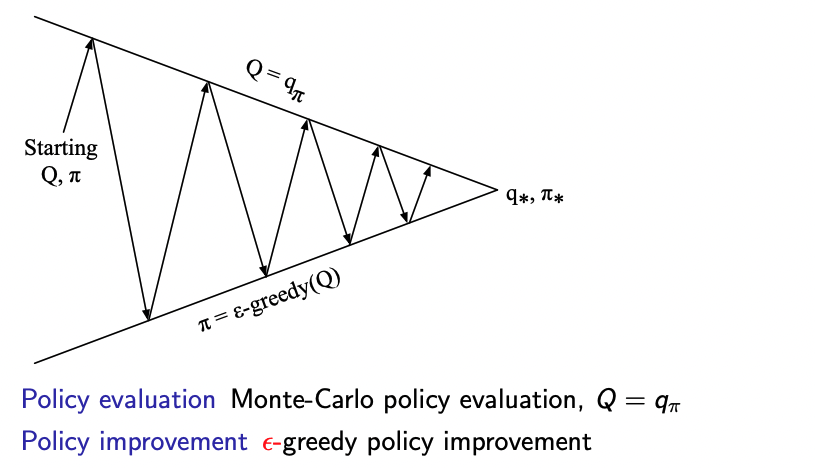 Q = qπ
Starting
Q, π
q*, π*
π = ε-greedy(Q)
Policy evaluation Monte-Carlo policy evaluation, Q = qπ
Policy improvement ϵ-greedy policy improvement